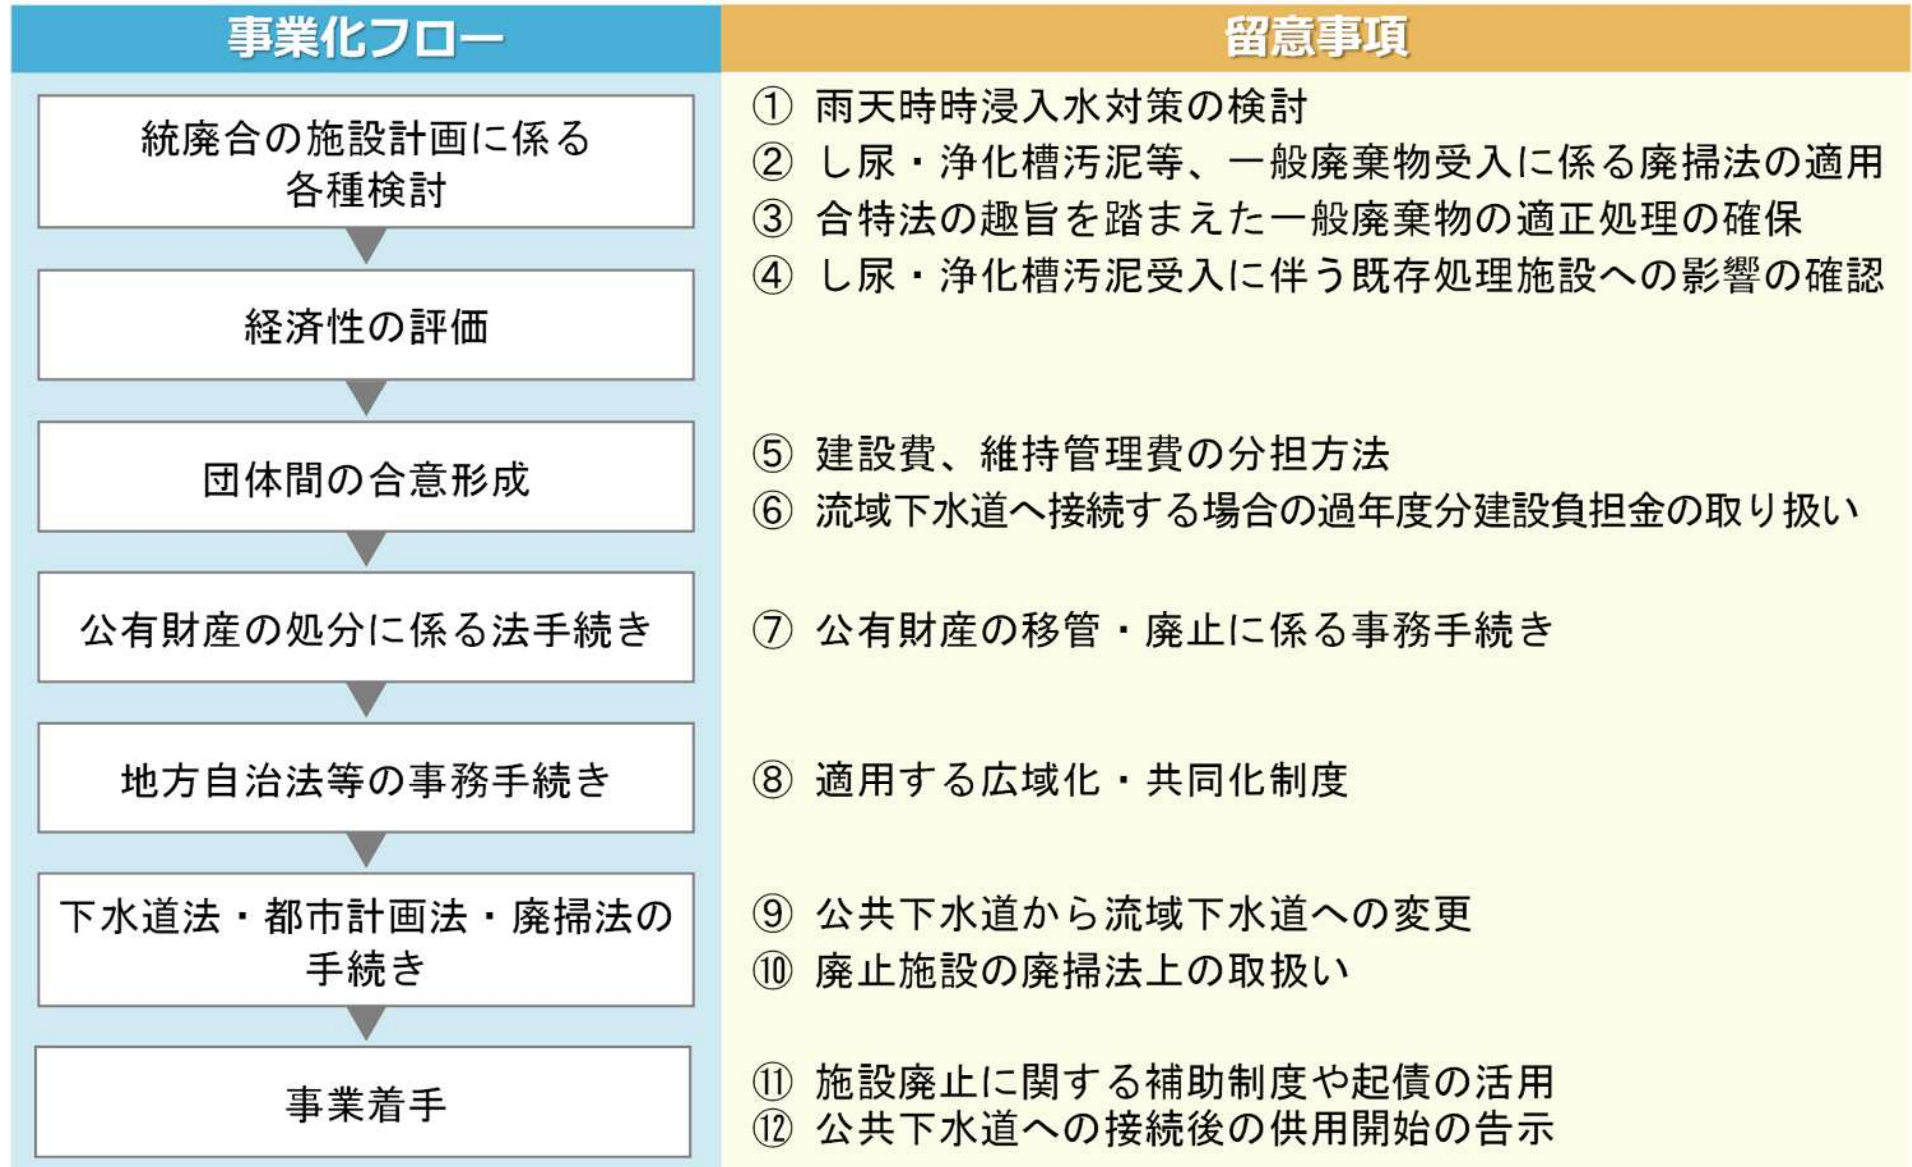 事業化フロー
留意事項
統廃合の施設計画に係る
各種検討
① 雨天時時浸入水対策の検討
② し尿・浄化槽汚泥等、一般廃棄物受入に係る廃掃法の適用
③ 合特法の趣旨を踏まえた一般廃棄物の適正処理の確保
④ し尿・浄化槽汚泥受入に伴う既存処理施設への影響の確認
経済性の評価
団体間の合意形成
⑤ 建設費、維持管理費の分担方法
⑥ 流域下水道へ接続する場合の過年度分建設負担金の取り扱い
公有財産の処分に係る法手続き
⑦ 公有財産の移管・廃止に係る事務手続き
地方自治法等の事務手続き
⑧ 適用する広域化・共同化制度
下水道法・都市計画法・廃掃法の
手続き
⑨ 公共下水道から流域下水道への変更
⑩ 廃止施設の廃掃法上の取扱い
事業着手
⑪ 施設廃止に関する補助制度や起債の活用
⑫ 公共下水道への接続後の供用開始の告示